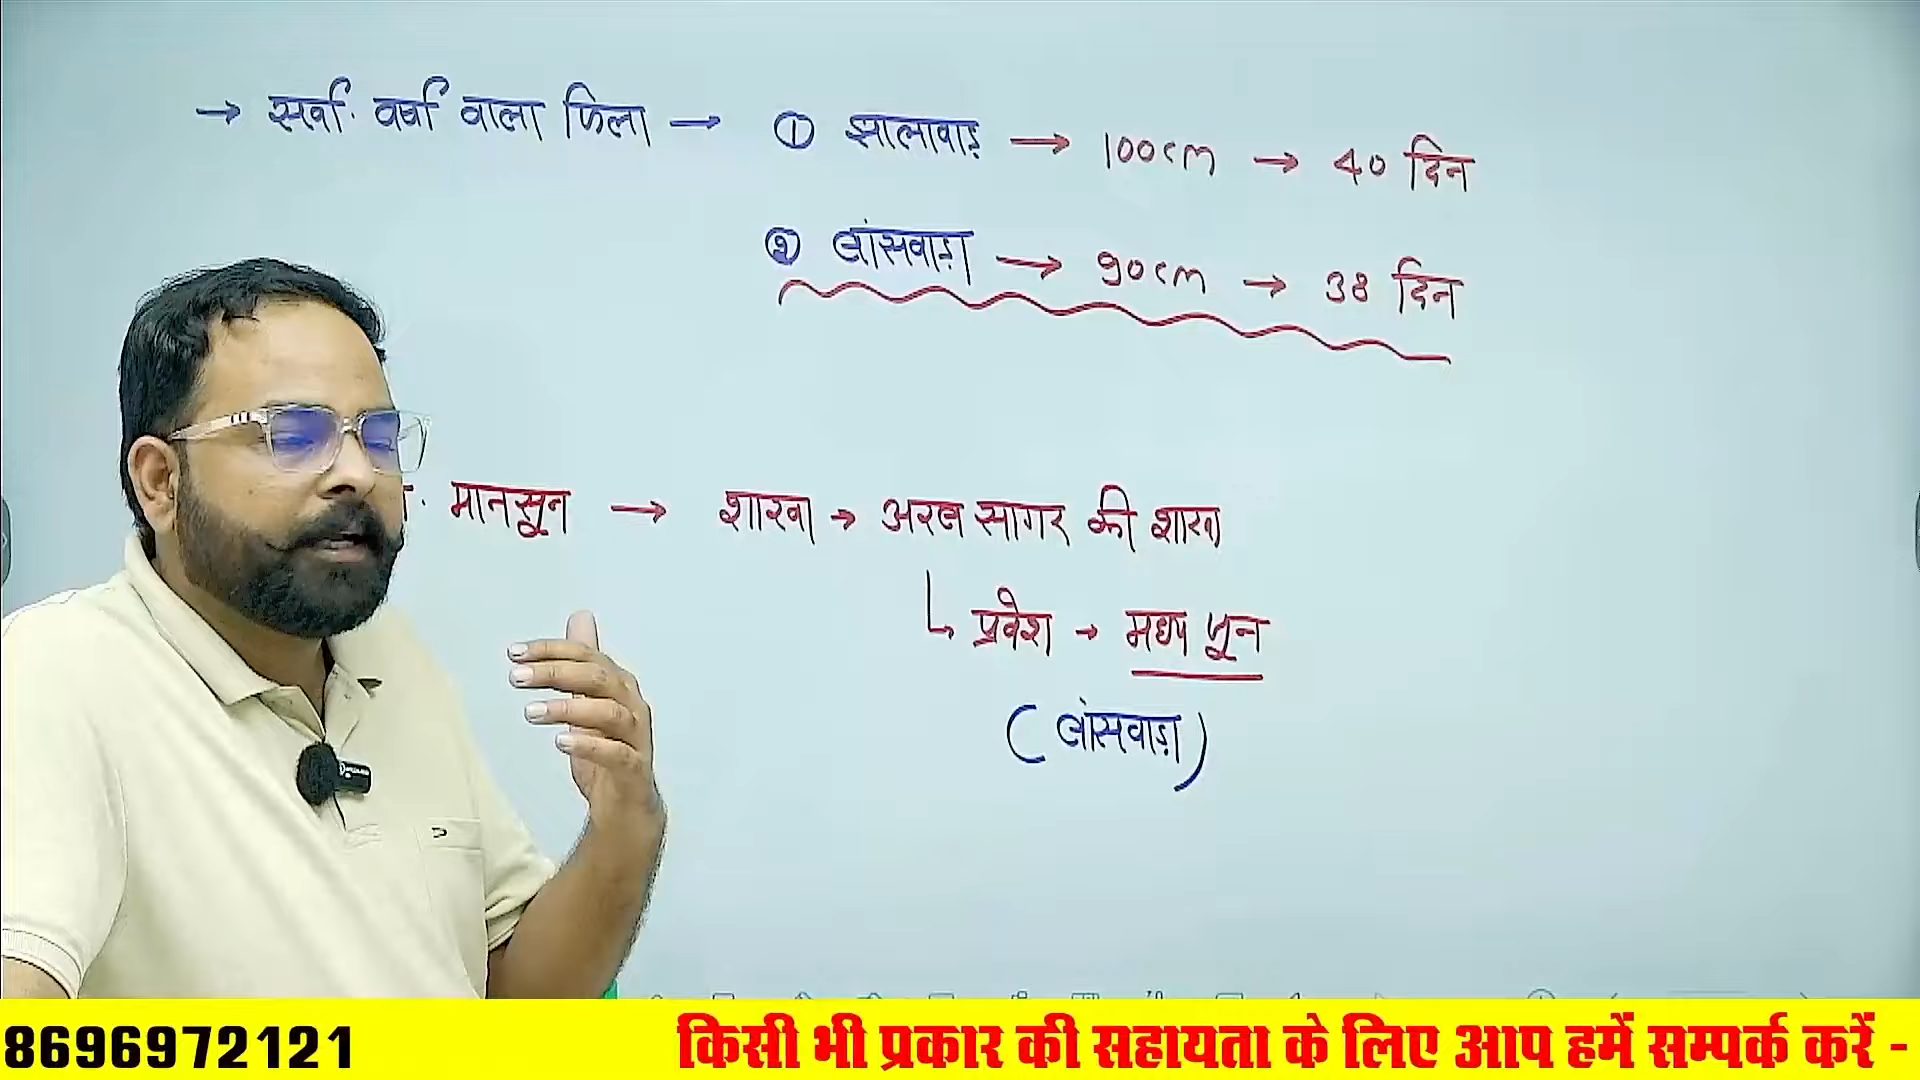 → सर्वा. वर्षा वाला जिला → ① झालावाड़ → 100cm → 40 दिन
② बांसवाड़ा → 90cm → 38 दिन
मानसून → शाखा → अरब सागर की शाखा
↳ प्रवेश → मध्य जून
(बांसवाड़ा)
8696972121 किसी भी प्रकार की सहायता के लिए आप हमें सम्पर्क करें -